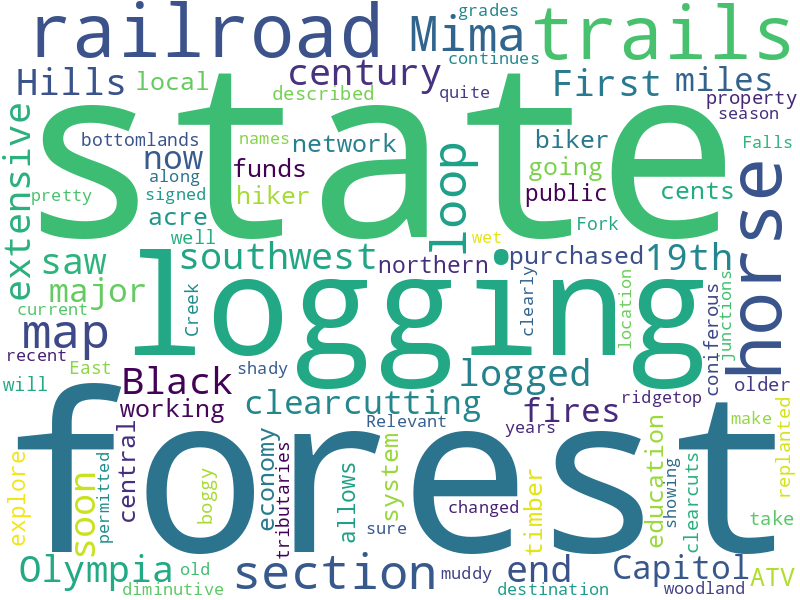 railroad
Mima
grades
continues
trails
Hills
local
century
described
quite
First
miles
property
season
state
bottomlands
names
network
biker
Falls
now
along
funds
going
public
cents
pretty
signed
hiker
acre
Fork
well
wet
extensive
loop
horse
saw
southwest
northern
purchased
19th
major
current
Creek
logging
clearly
location
junctions
coniferous
map
recent
East
shady
Black
logged
older
will
working
clearcutting
Relevant
fires
ridgetop
years
make
forest
explore
soon
permitted
central
boggy
economy
tributaries
allows
system
sure
changed
timber
education
showing
clearcuts
take
replanted
Olympia
old
diminutive
section
muddy
end
destination
Capitol
woodland
ATV